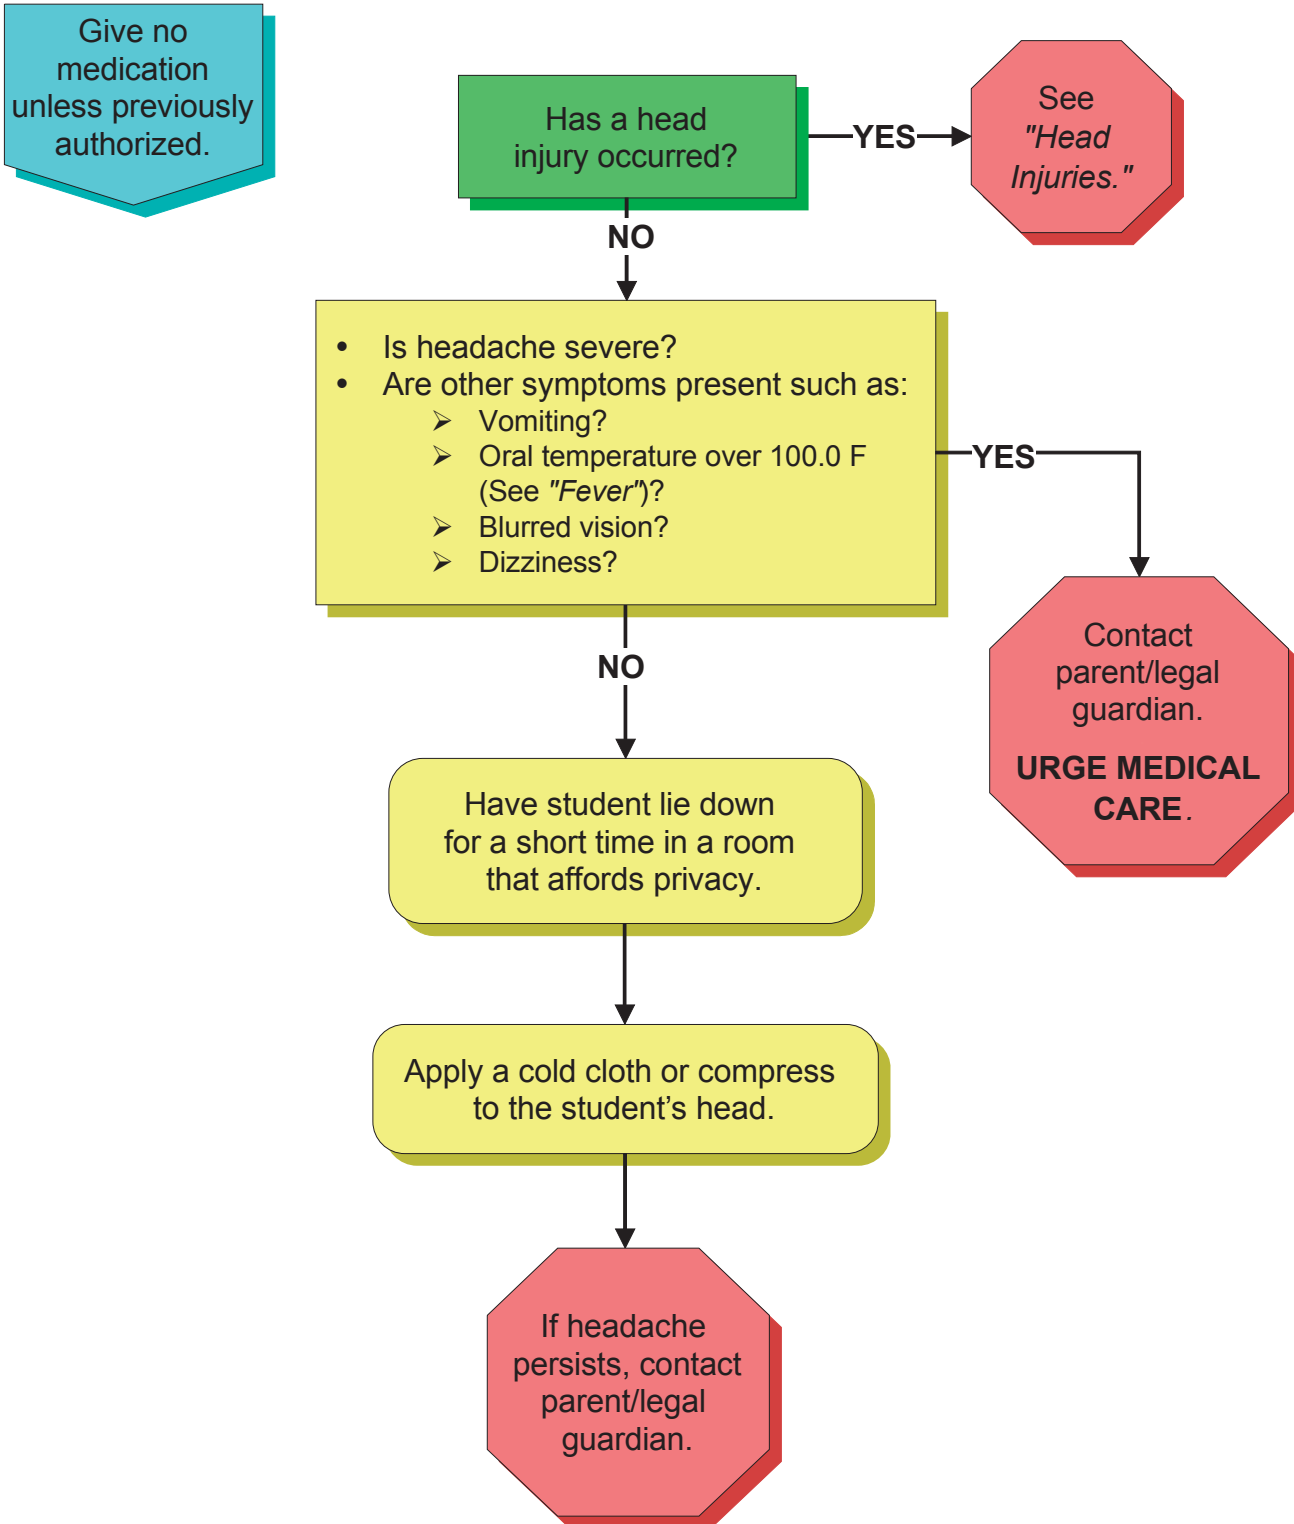 Give no
medication
unless previously
authorized.
Has a head
injury occurred?
YES
See
"Head
Injuries."
NO
• Is headache severe?
• Are other symptoms present such as:
➢ Vomiting?
➢ Oral temperature over 100.0 F
(See "Fever")?
➢ Blurred vision?
➢ Dizziness?
YES
Contact
parent/legal
guardian.
URGE MEDICAL
CARE.
NO
Have student lie down
for a short time in a room
that affords privacy.
Apply a cold cloth or compress
to the student’s head.
If headache
persists, contact
parent/legal
guardian.